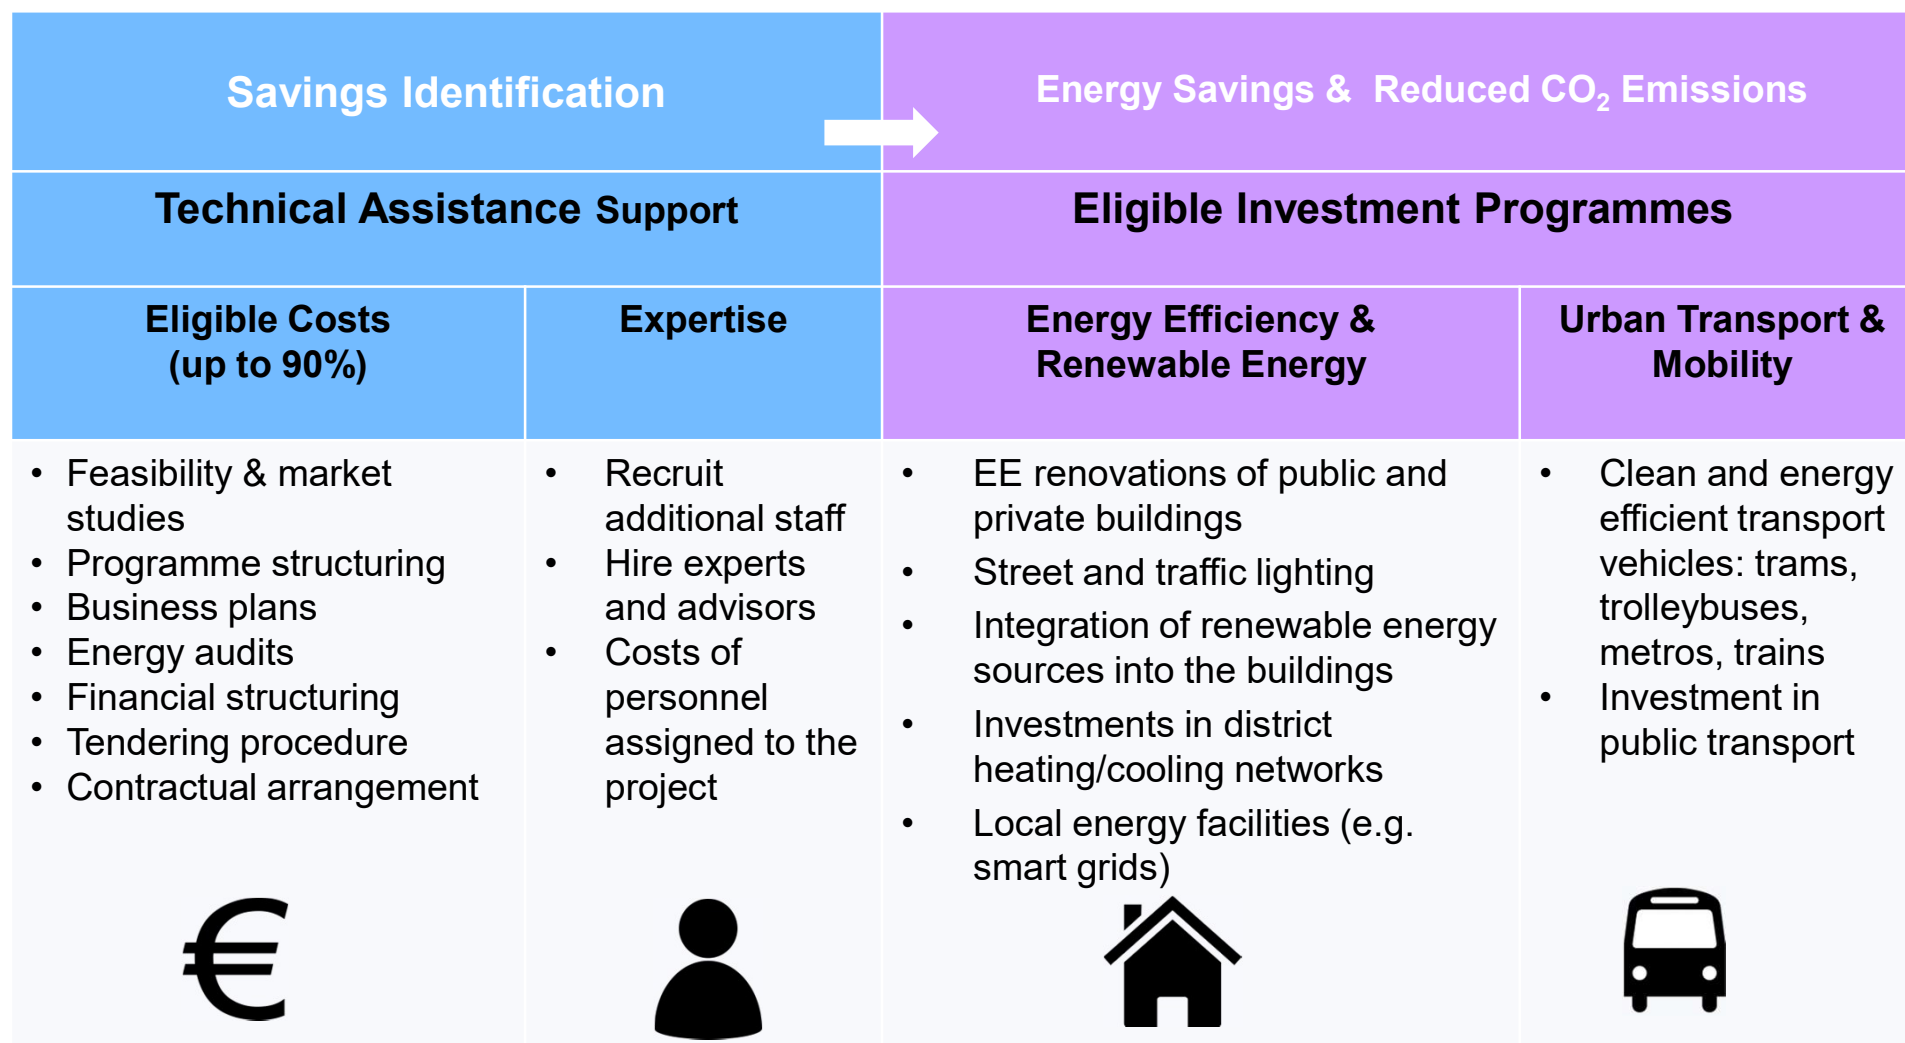 Savings Identification
Energy Savings &  Reduced CO₂ Emissions
Technical Assistance Support
Eligible Investment Programmes
Eligible Costs
(up to 90%)
Expertise
Energy Efficiency &
Renewable Energy
Urban Transport &
Mobility
• Feasibility & market
studies
• Programme structuring
• Business plans
• Energy audits
• Financial structuring
• Tendering procedure
• Contractual arrangement
• Recruit
additional staff
• Hire experts
and advisors
• Costs of
personnel
assigned to the
project
• EE renovations of public and
private buildings
• Street and traffic lighting
• Integration of renewable energy
sources into the buildings
• Investments in district
heating/cooling networks
• Local energy facilities (e.g.
smart grids)
• Clean and energy
efficient transport
vehicles: trams,
trolleybuses,
metros, trains
• Investment in
public transport
€